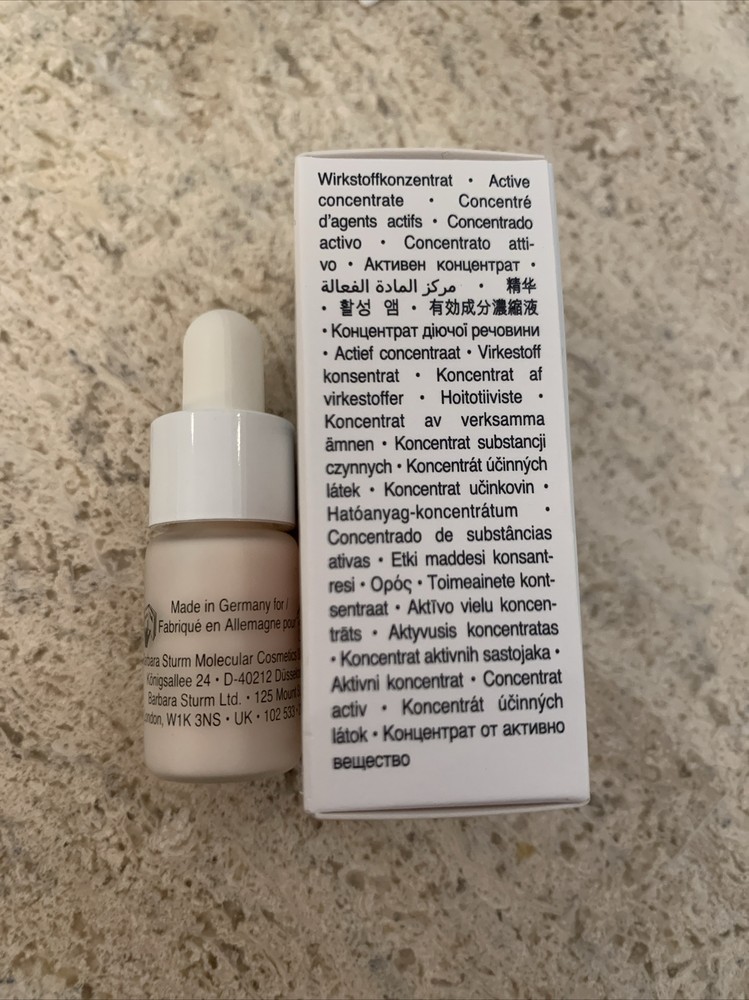 Wirkstoffkonzentrat • Active
concentrate • Concentré
d'agents actifs • Concentrado
activo • Concentrato atti-
vo • Активен концентрат •
مركز المادة الفعالة • 精华
• 활성 앰 • 有効成分濃縮液
• Концентрат діючої речовини
• Actief concentraat • Virkestoff
konsentrat • Koncentrat af
virkestoffer • Hoitotiiviste •
Koncentrat av verksamma
ämnen • Koncentrat substancji
czynnych • Koncentrát účinných
látek • Koncentrat učinkovin •
Hatóanyag-koncentrátum •
Concentrado de substâncias
ativas • Etki maddesi konsant-
resi • Ορός • Toimeainete kont-
sentraat • Aktīvo vielu koncen-
trāts • Aktyvusis koncentratas
• Koncentrat aktivnih sastojaka •
Aktivni koncentrat • Concentrat
activ • Koncentrát účinných
látok • Концентрат от активно
вещество
Made in Germany for /
Fabriqué en Allemagne pour
Sturm Molecular Cosmetics
Königsallee 24 • D-40212
Barbara Sturm Ltd. • 125
W1K 3NS • UK • 102 533